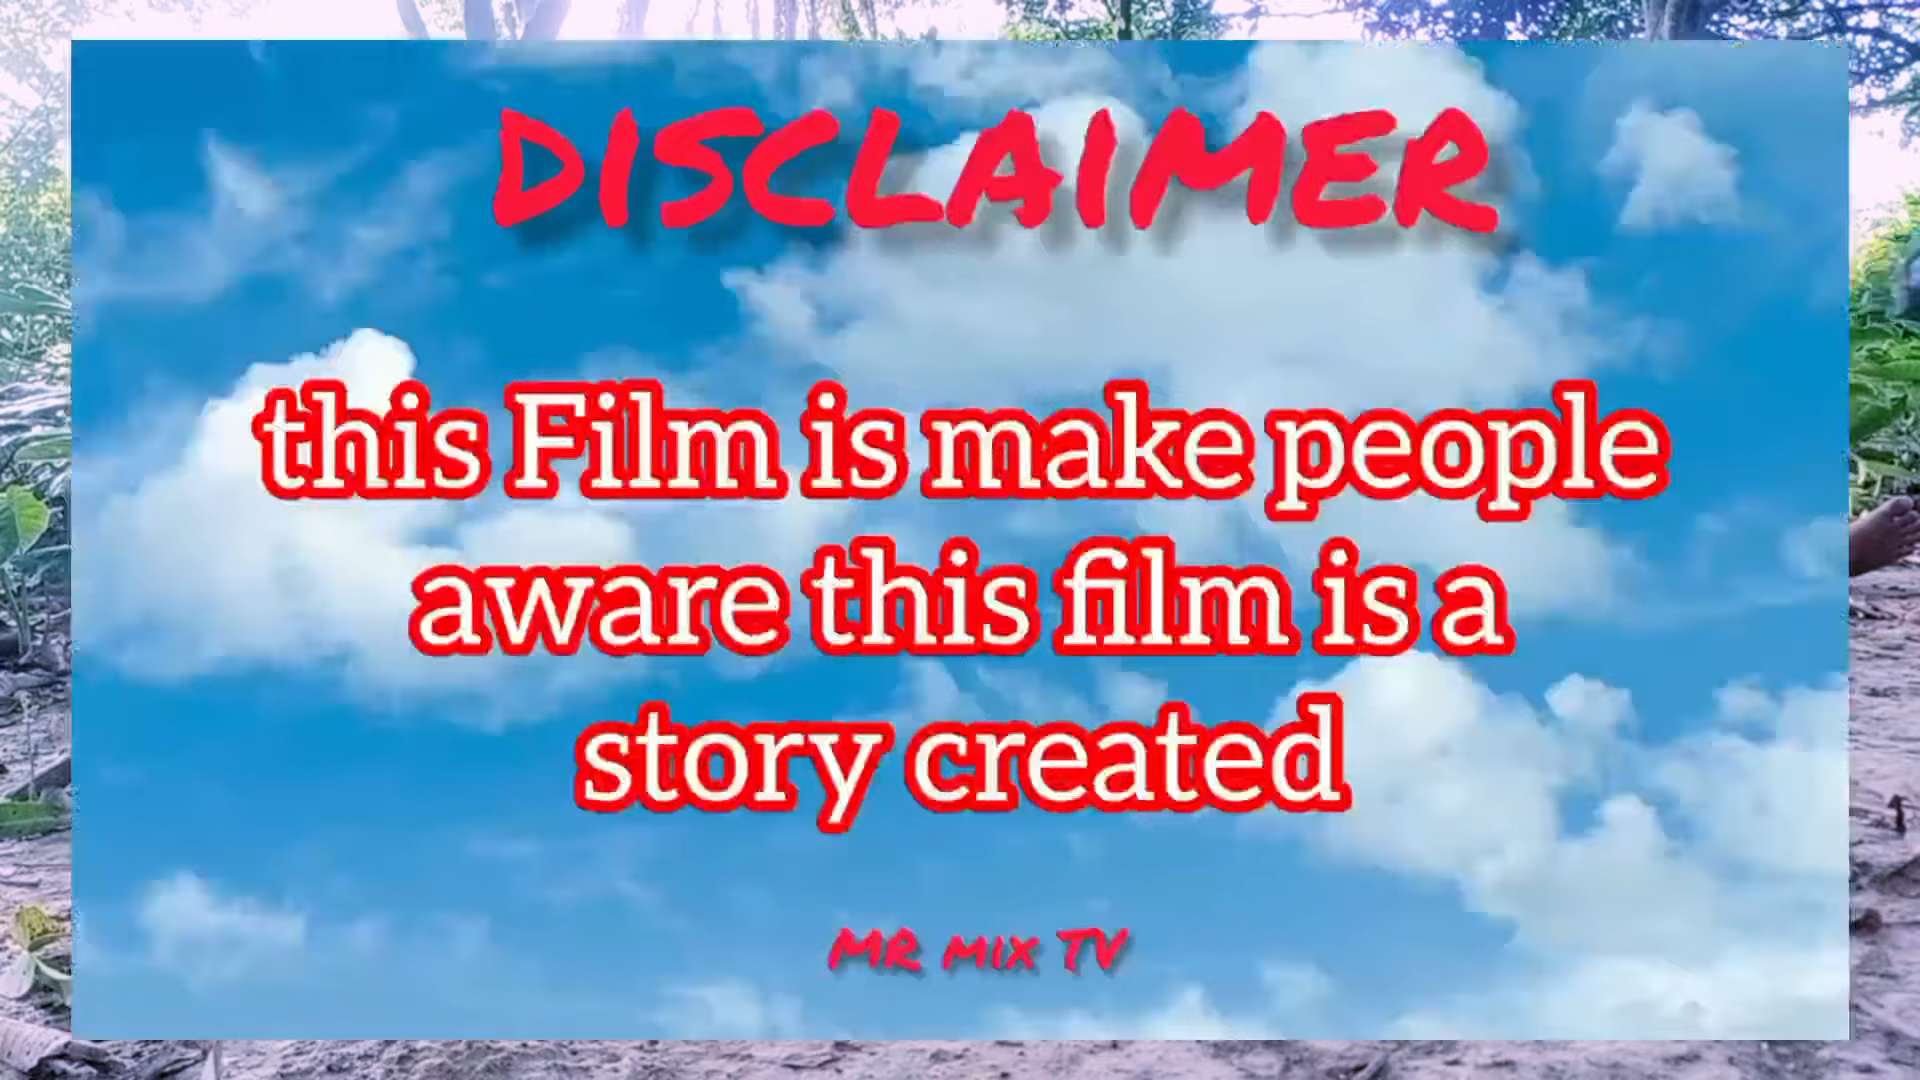 DISCLAIMER
this Film is make people
aware this film is a
story created
MR MIX TV